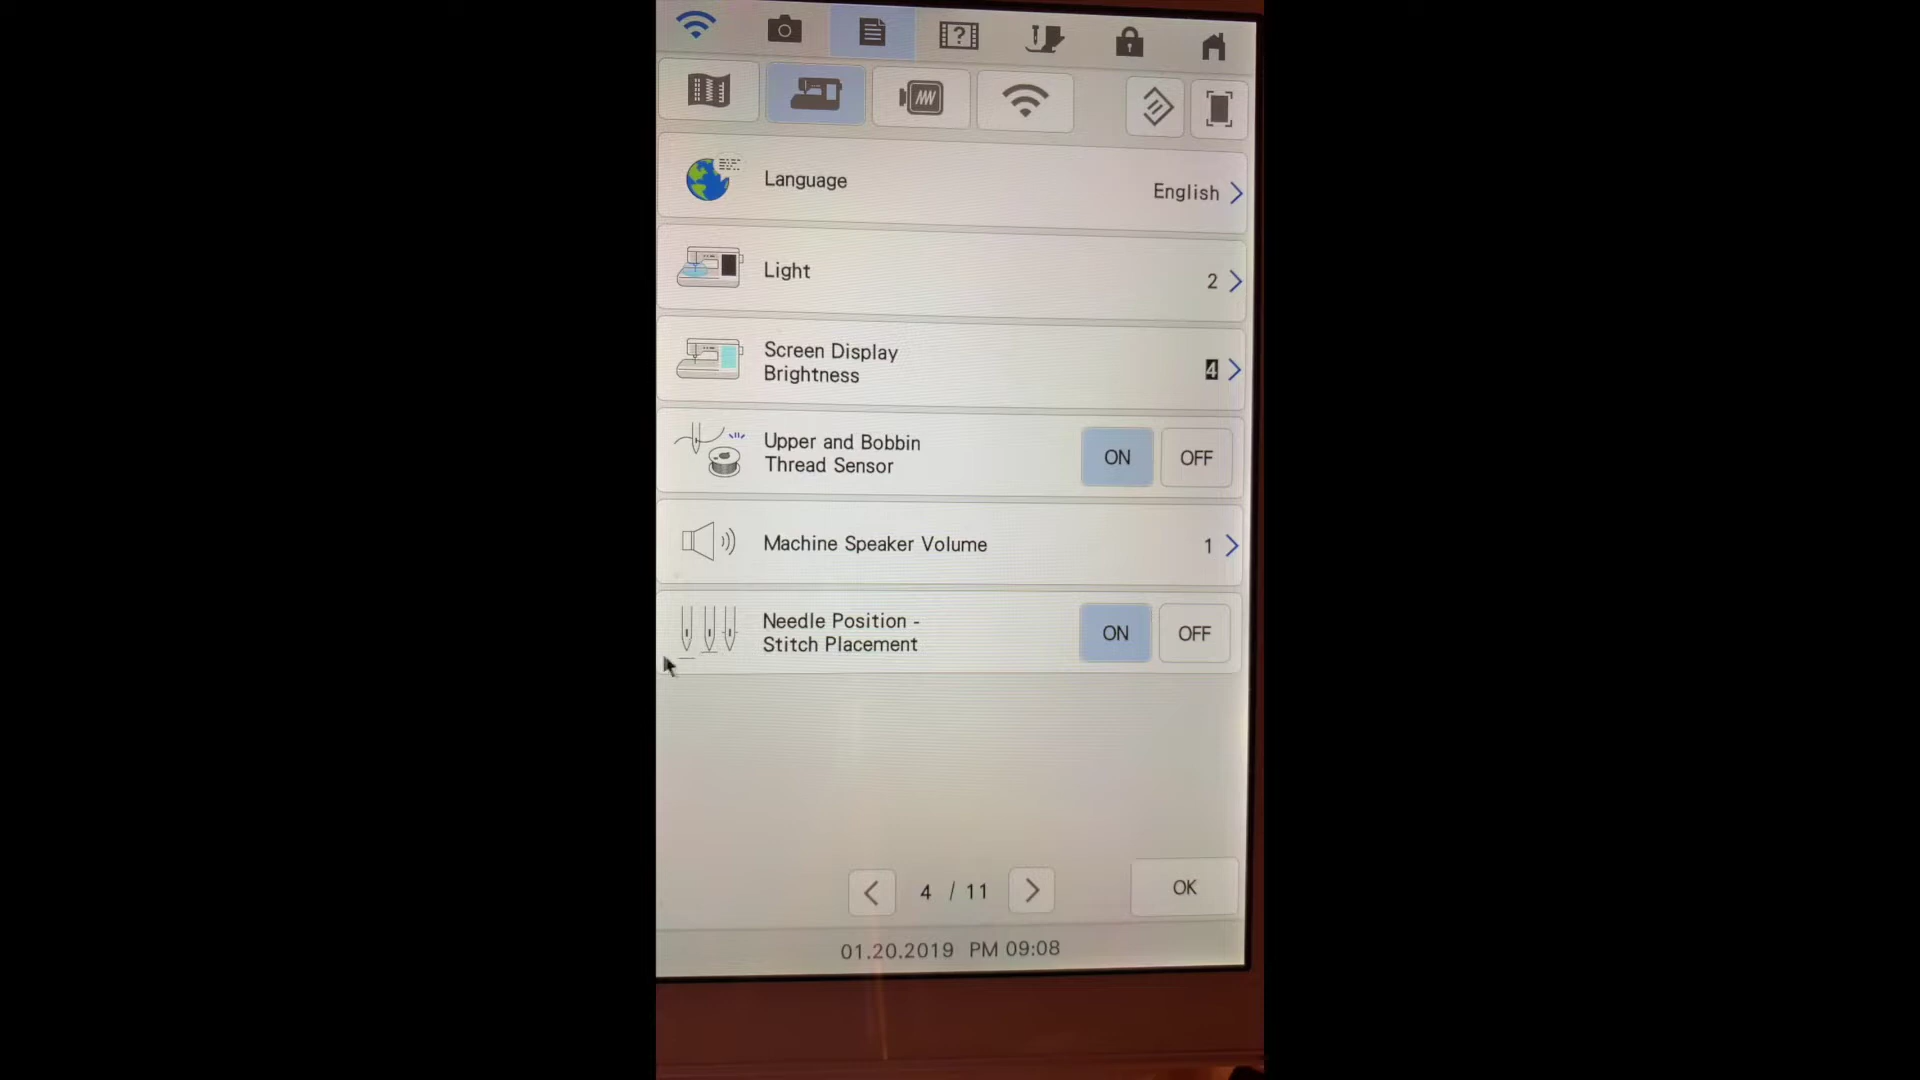 Language
English
Light
2
Screen Display
Brightness
4
Upper and Bobbin
Thread Sensor
ON
OFF
Machine Speaker Volume
1
Needle Position -
Stitch Placement
ON
OFF
4 / 11
OK
01.20.2019 PM 09:08